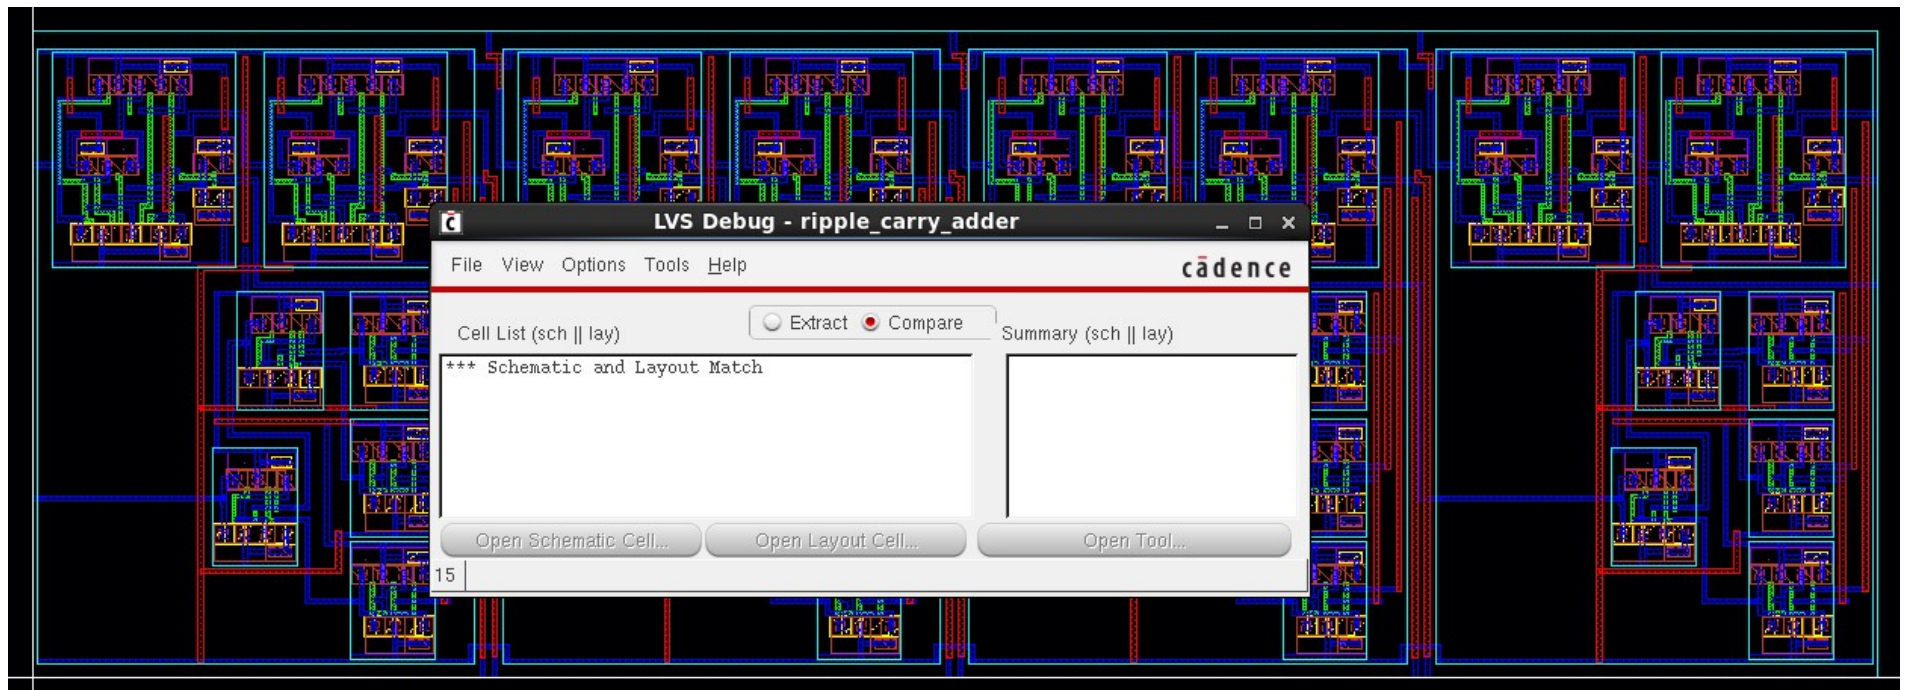 LVS Debug - ripple_carry_adder
File View Options Tools Help
cādence
Extract Compare
Cell List (sch || lay)
Summary (sch || lay)
*** Schematic and Layout Match
Open Schematic Cell... Open Layout Cell... Open Tool...
15